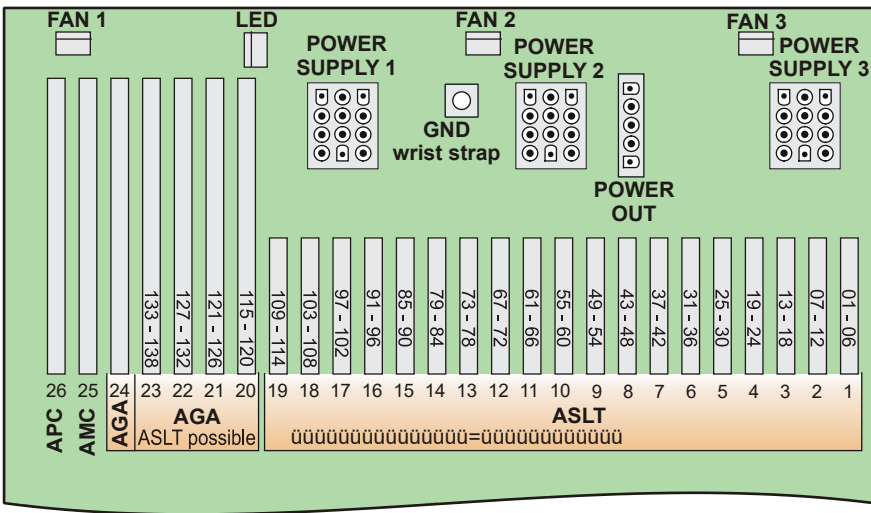 FAN 1
LED
FAN 2
FAN 3
POWER
SUPPLY 1
POWER
SUPPLY 2
POWER
SUPPLY 3
GND
wrist strap
POWER
OUT
133 - 138
127 - 132
121 - 126
115 - 120
109 - 114
103 - 108
97 - 102
91 - 96
85 - 90
79 - 84
73 - 78
67 - 72
61 - 66
55 - 60
49 - 54
43 - 48
37 - 42
31 - 36
25 - 30
19 - 24
13 - 18
07 - 12
01 - 06
26 25 24 23 22 21 20 19 18 17 16 15 14 13 12 11 10 9 8 7 6 5 4 3 2 1
APC
AMC
AGA
AGA
ASLT possible
ASLT
üüüüüüüüüüüüüüü=üüüüüüüüüüüü